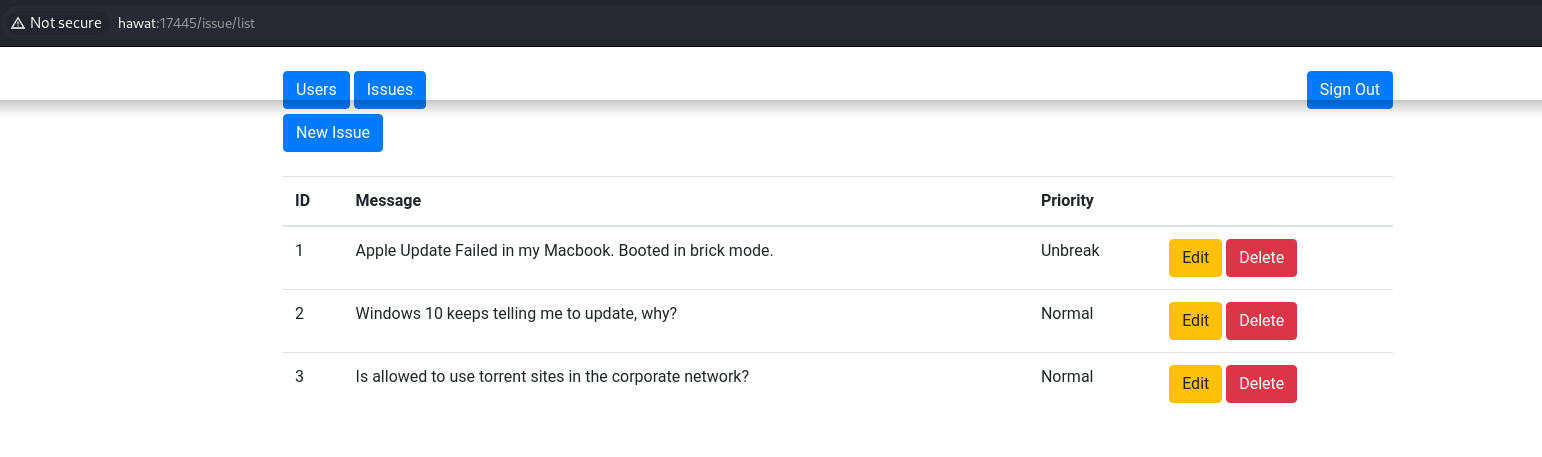 Not secure hawat:17445/issue/list
Users Issues Sign Out
New Issue
ID Message Priority
1 Apple Update Failed in my Macbook. Booted in brick mode. Unbreak Edit Delete
2 Windows 10 keeps telling me to update, why? Normal Edit Delete
3 Is allowed to use torrent sites in the corporate network? Normal Edit Delete